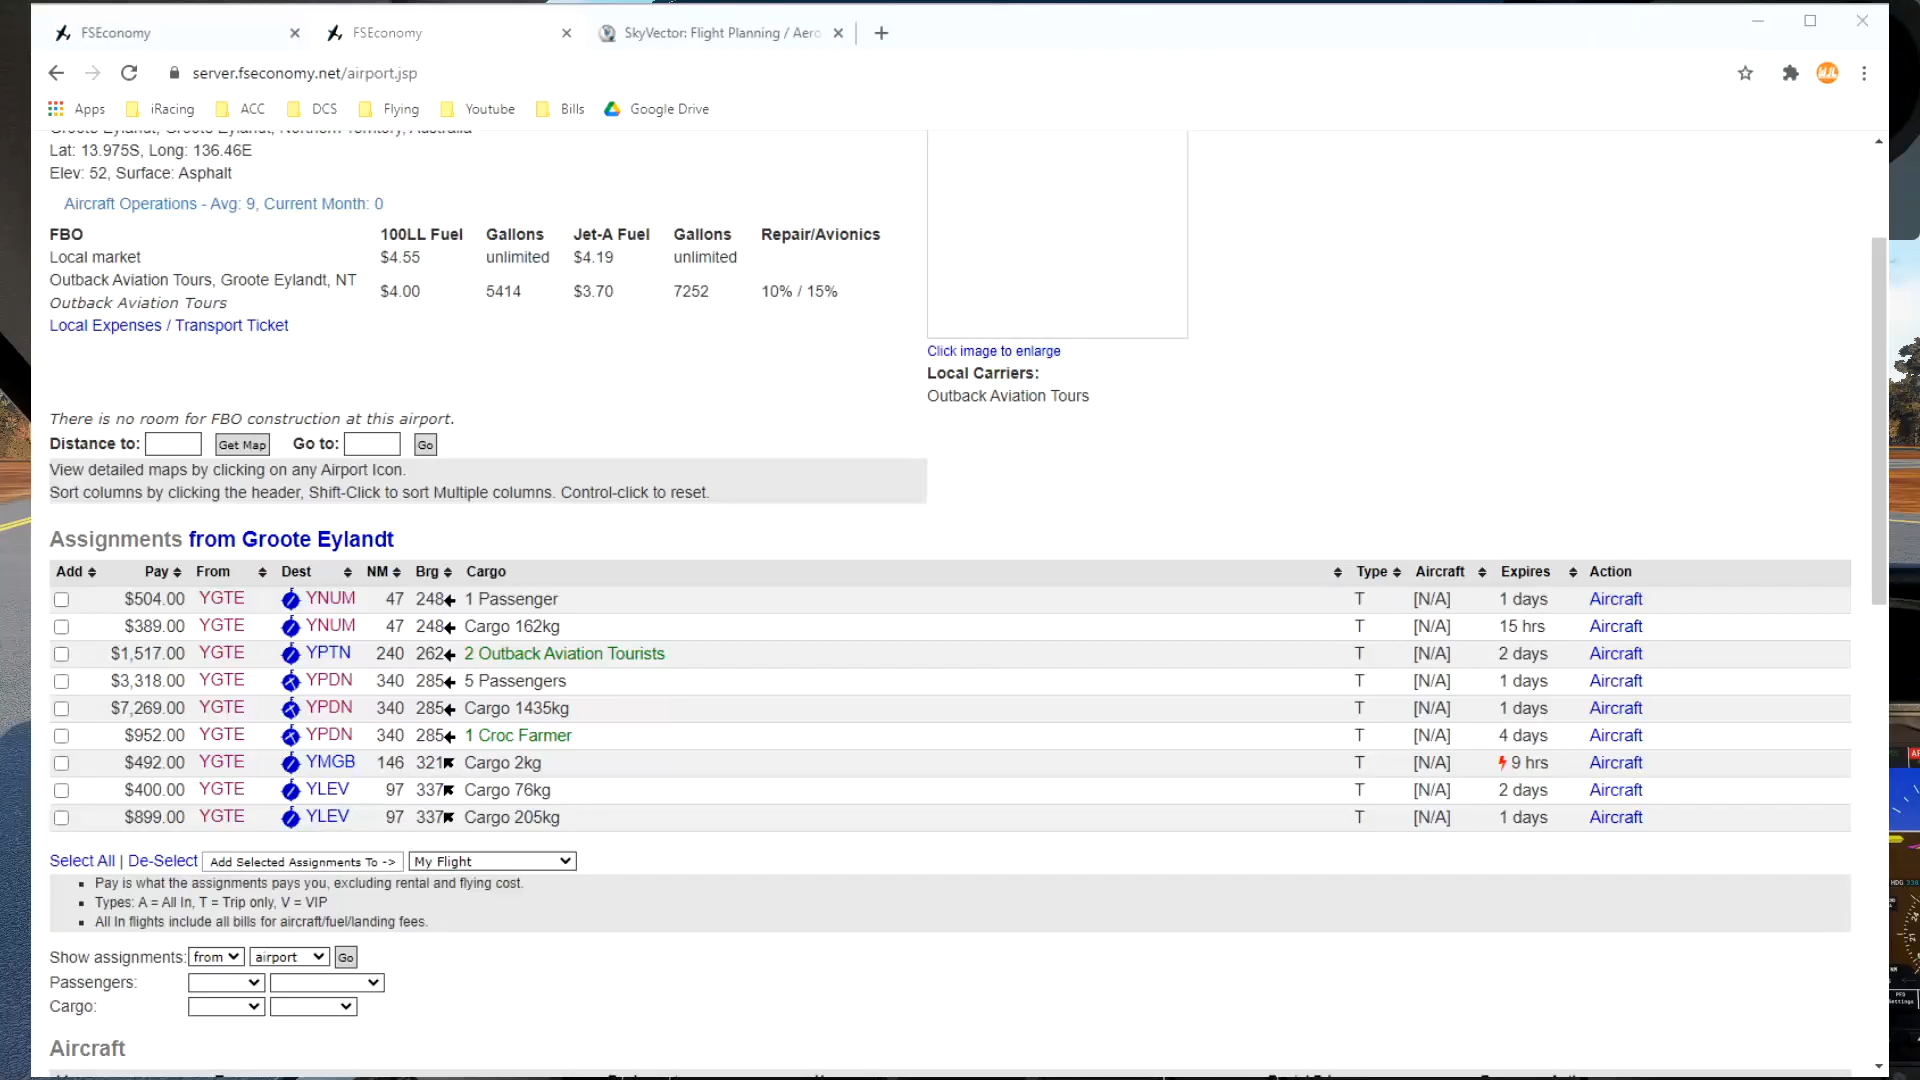 FSEconomy
FSEconomy
SkyVector: Flight Planning / Aero
server.fseconomy.net/airport.jsp
Apps iRacing ACC DCS Flying Youtube Bills Google Drive
Groote Eylandt, Groote Eylandt, Northern Territory, Australia
Lat: 13.975S, Long: 136.46E
Elev: 52, Surface: Asphalt
Aircraft Operations - Avg: 9, Current Month: 0
FBO 100LL Fuel Gallons Jet-A Fuel Gallons Repair/Avionics
Local market $4.55 unlimited $4.19 unlimited
Outback Aviation Tours, Groote Eylandt, NT
Outback Aviation Tours
$4.00 5414 $3.70 7252 10% / 15%
Local Expenses / Transport Ticket
Click image to enlarge
Local Carriers:
Outback Aviation Tours
There is no room for FBO construction at this airport.
Distance to: Get Map Go to: Go
View detailed maps by clicking on any Airport Icon.
Sort columns by clicking the header, Shift-Click to sort Multiple columns. Control-click to reset.
Assignments from Groote Eylandt
Add Pay From Dest NM Brg Cargo Type Aircraft Expires Action
$504.00 YGTE YNUM 47 248 1 Passenger T [N/A] 1 days Aircraft
$389.00 YGTE YNUM 47 248 Cargo 162kg T [N/A] 15 hrs Aircraft
$1,517.00 YGTE YPTN 240 262 2 Outback Aviation Tourists T [N/A] 2 days Aircraft
$3,318.00 YGTE YPDN 340 285 5 Passengers T [N/A] 1 days Aircraft
$7,269.00 YGTE YPDN 340 285 Cargo 1435kg T [N/A] 1 days Aircraft
$952.00 YGTE YPDN 340 285 1 Croc Farmer T [N/A] 4 days Aircraft
$492.00 YGTE YMGB 146 321 Cargo 2kg T [N/A] 9 hrs Aircraft
$400.00 YGTE YLEV 97 337 Cargo 76kg T [N/A] 2 days Aircraft
$899.00 YGTE YLEV 97 337 Cargo 205kg T [N/A] 1 days Aircraft
Select All | De-Select Add Selected Assignments To -> My Flight
Pay is what the assignments pays you, excluding rental and flying cost.
Types: A = All In, T = Trip only, V = VIP
All In flights include all bills for aircraft/fuel/landing fees.
Show assignments: from airport Go
Passengers:
Cargo:
Aircraft